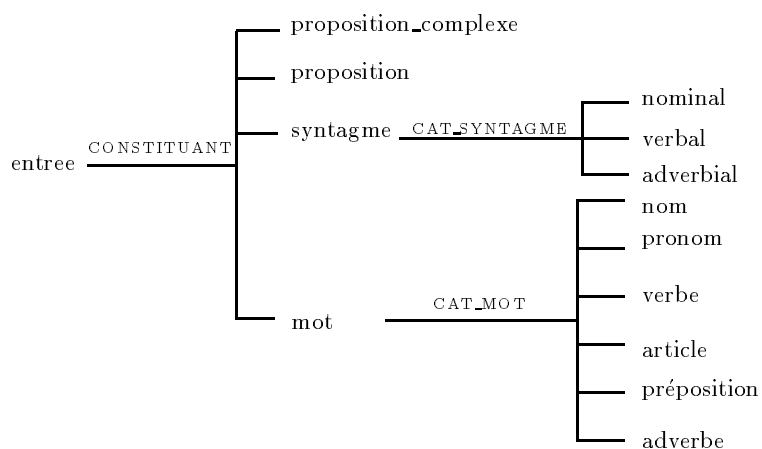 proposition_complexe
proposition
nominal
syntagme CAT_SYNTAGME
verbal
entree CONSTITUANT
adverbial
nom
pronom
verbe
CAT_MOT
mot
article
préposition
adverbe